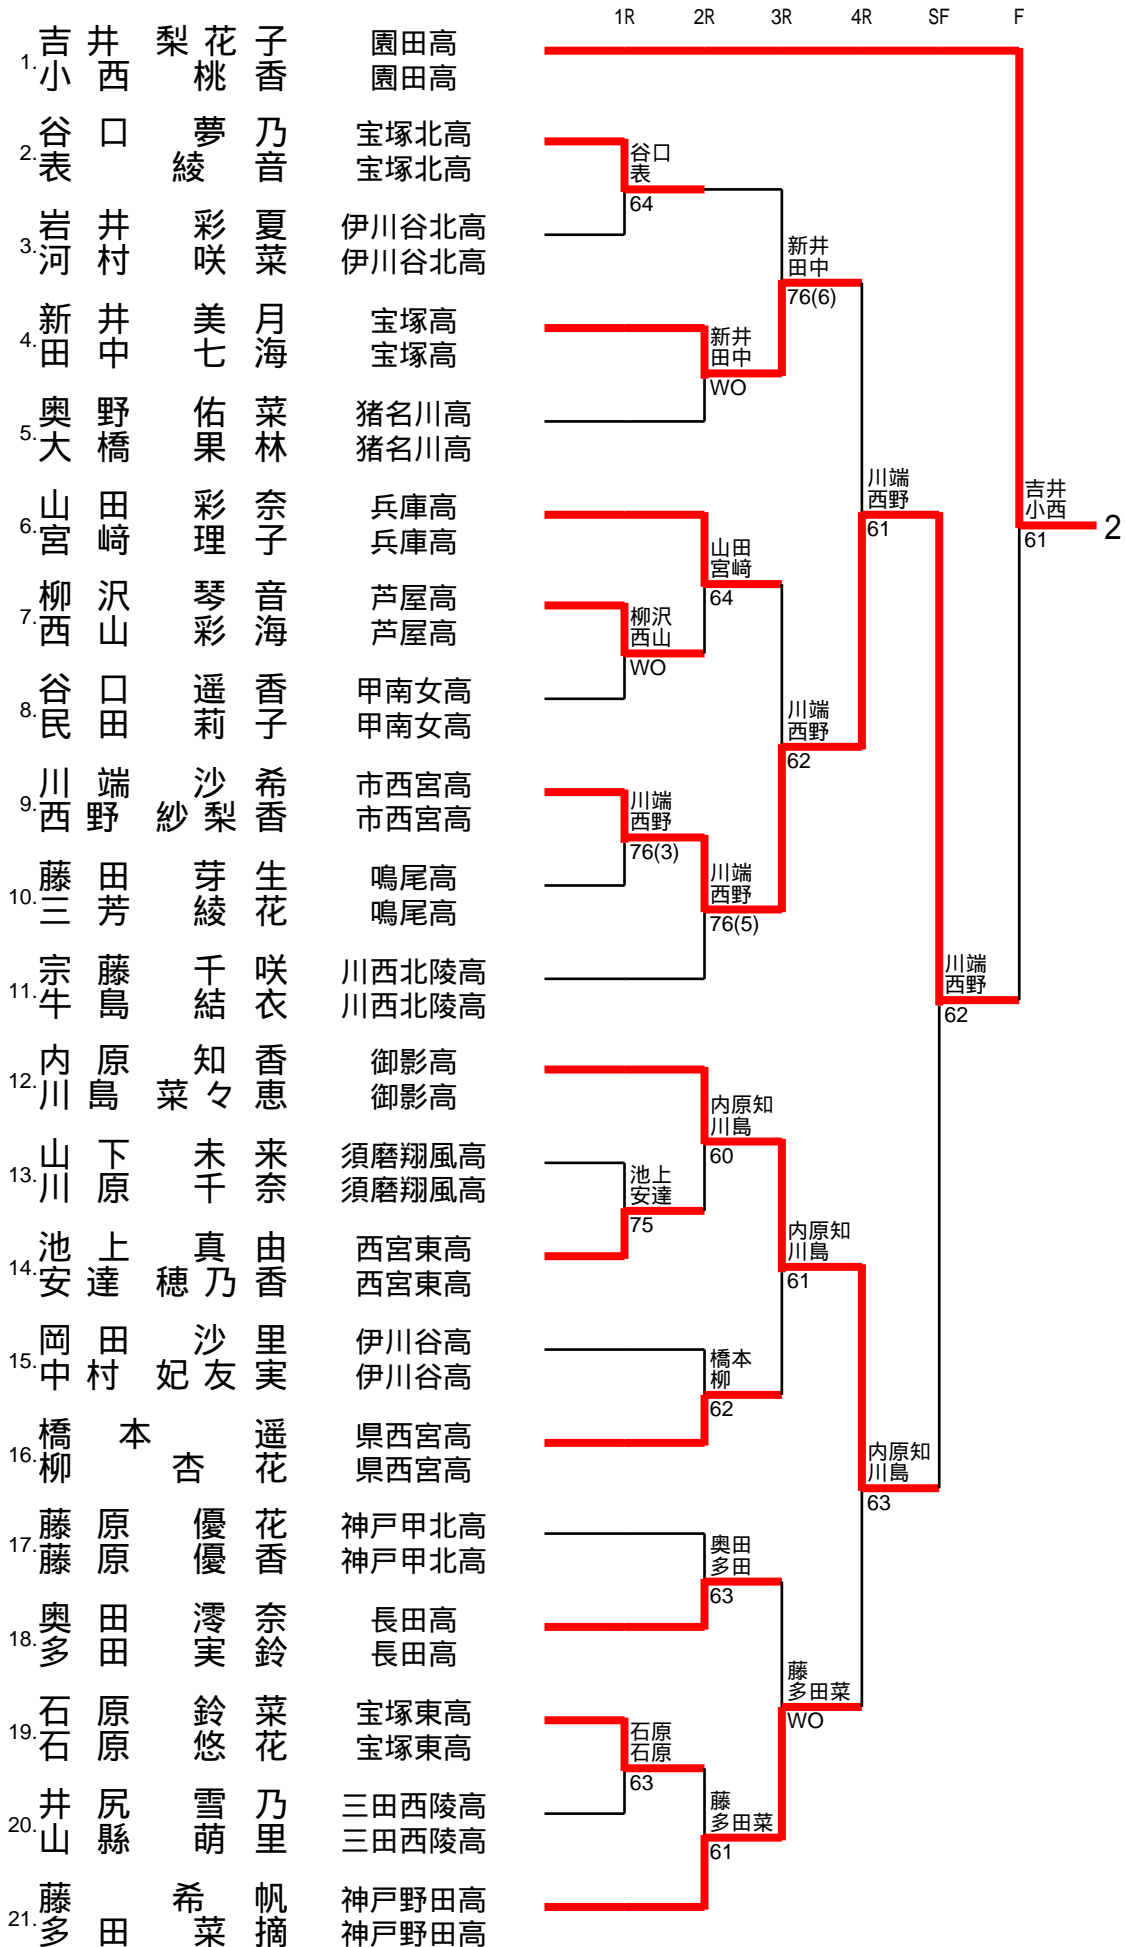 1R 2R 3R 4R SF F
1. 吉井 梨花子 園田高
小西 桃香 園田高
2. 谷口 夢乃 宝塚北高
表 綾音 宝塚北高
谷口
表
64
3. 岩井 彩夏 伊川谷北高
河村 咲菜 伊川谷北高
新井
田中
76(6)
4. 新井 美月 宝塚高
田中 七海 宝塚高
新井
田中
WO
5. 奥野 佑菜 猪名川高
大橋 果林 猪名川高
川端
西野
61
吉井
小西
61
2
6. 山田 彩奈 兵庫高
宮﨑 理子 兵庫高
山田
宮﨑
64
7. 柳沢 琴音 芦屋高
西山 彩海 芦屋高
柳沢
西山
WO
8. 谷口 遥香 甲南女高
民田 莉子 甲南女高
川端
西野
62
9. 川端 沙希 市西宮高
西野 紗梨香 市西宮高
川端
西野
76(3)
10. 藤田 芽生 鳴尾高
三芳 綾花 鳴尾高
川端
西野
76(5)
11. 宗藤 千咲 川西北陵高
牛島 結衣 川西北陵高
川端
西野
62
12. 内原 知香 御影高
川島 菜々恵 御影高
内原知
川島
60
13. 山下 未来 須磨翔風高
川原 千奈 須磨翔風高
池上
安達
75
14. 池上 真由 西宮東高
安達 穂乃香 西宮東高
内原知
川島
61
15. 岡田 沙里 伊川谷高
中村 妃友実 伊川谷高
橋本
柳
62
16. 橋本 遥 県西宮高
柳 杏花 県西宮高
内原知
川島
63
17. 藤原 優花 神戸甲北高
藤原 優香 神戸甲北高
奥田
多田
63
18. 奥田 澪奈 長田高
多田 実鈴 長田高
藤
多田菜
WO
19. 石原 鈴菜 宝塚東高
石原 悠花 宝塚東高
石原
石原
63
20. 井尻 雪乃 三田西陵高
山縣 萌里 三田西陵高
藤
多田菜
61
21. 藤 希帆 神戸野田高
多田 菜摘 神戸野田高